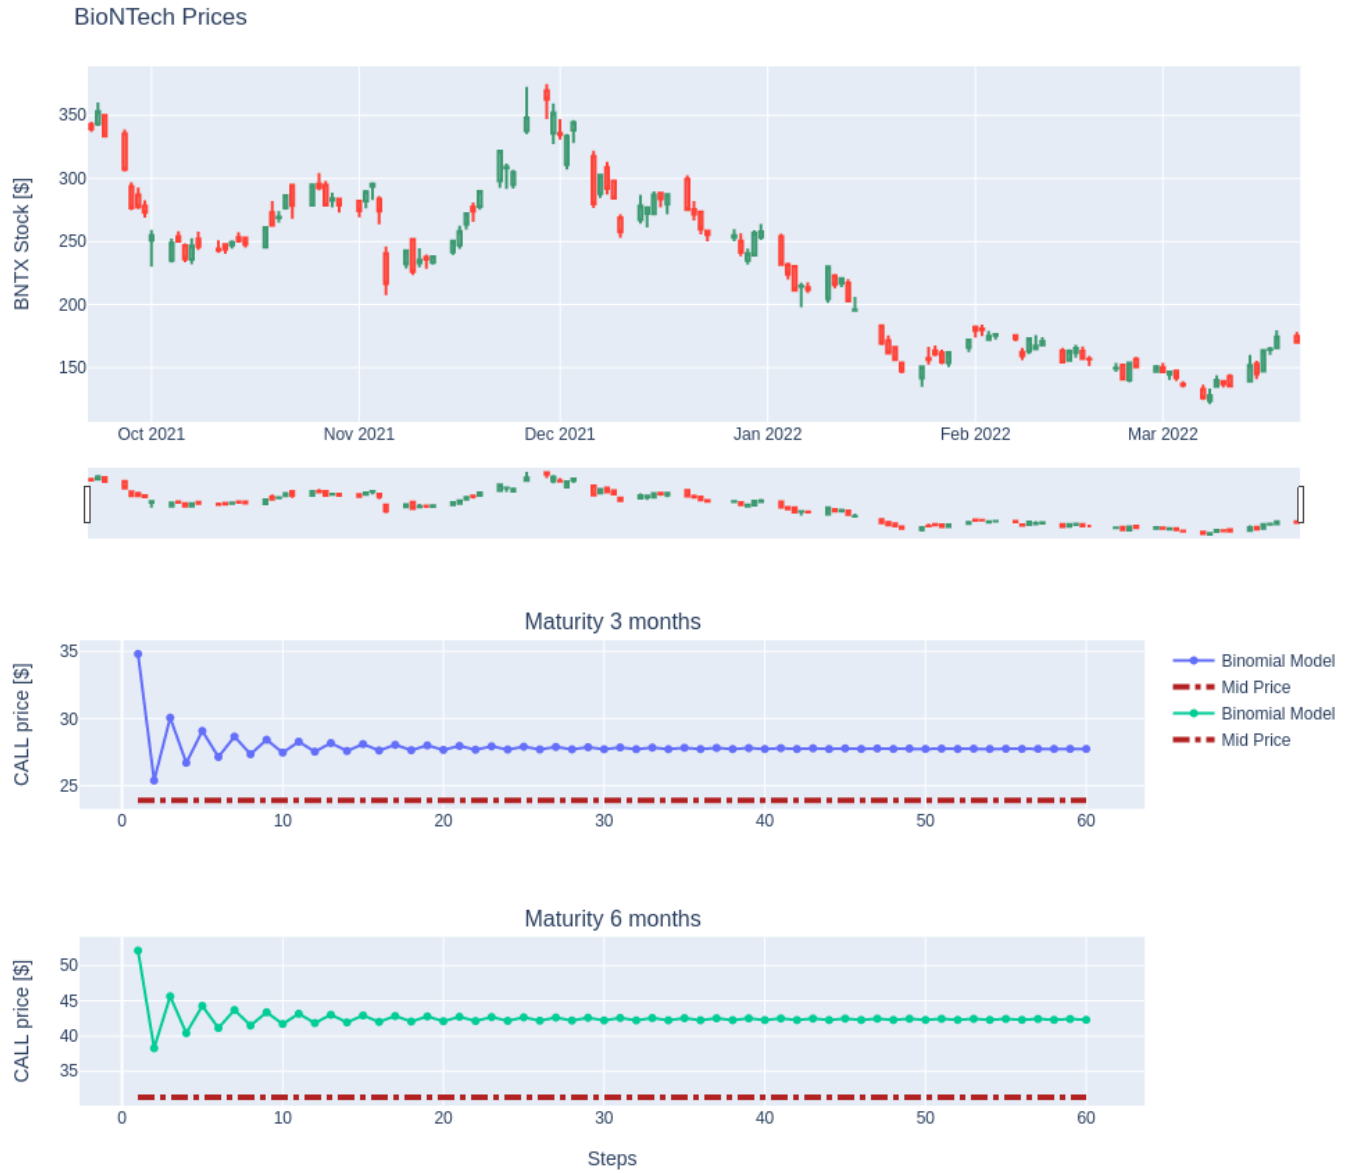 BioNTech Prices
BNTX Stock [$]
350
300
250
200
150
Oct 2021 Nov 2021 Dec 2021 Jan 2022 Feb 2022 Mar 2022
Maturity 3 months
CALL price [$]
35
30
25
0 10 20 30 40 50 60
Binomial Model
Mid Price
Binomial Model
Mid Price
Maturity 6 months
CALL price [$]
50
45
40
35
0 10 20 30 40 50 60
Steps